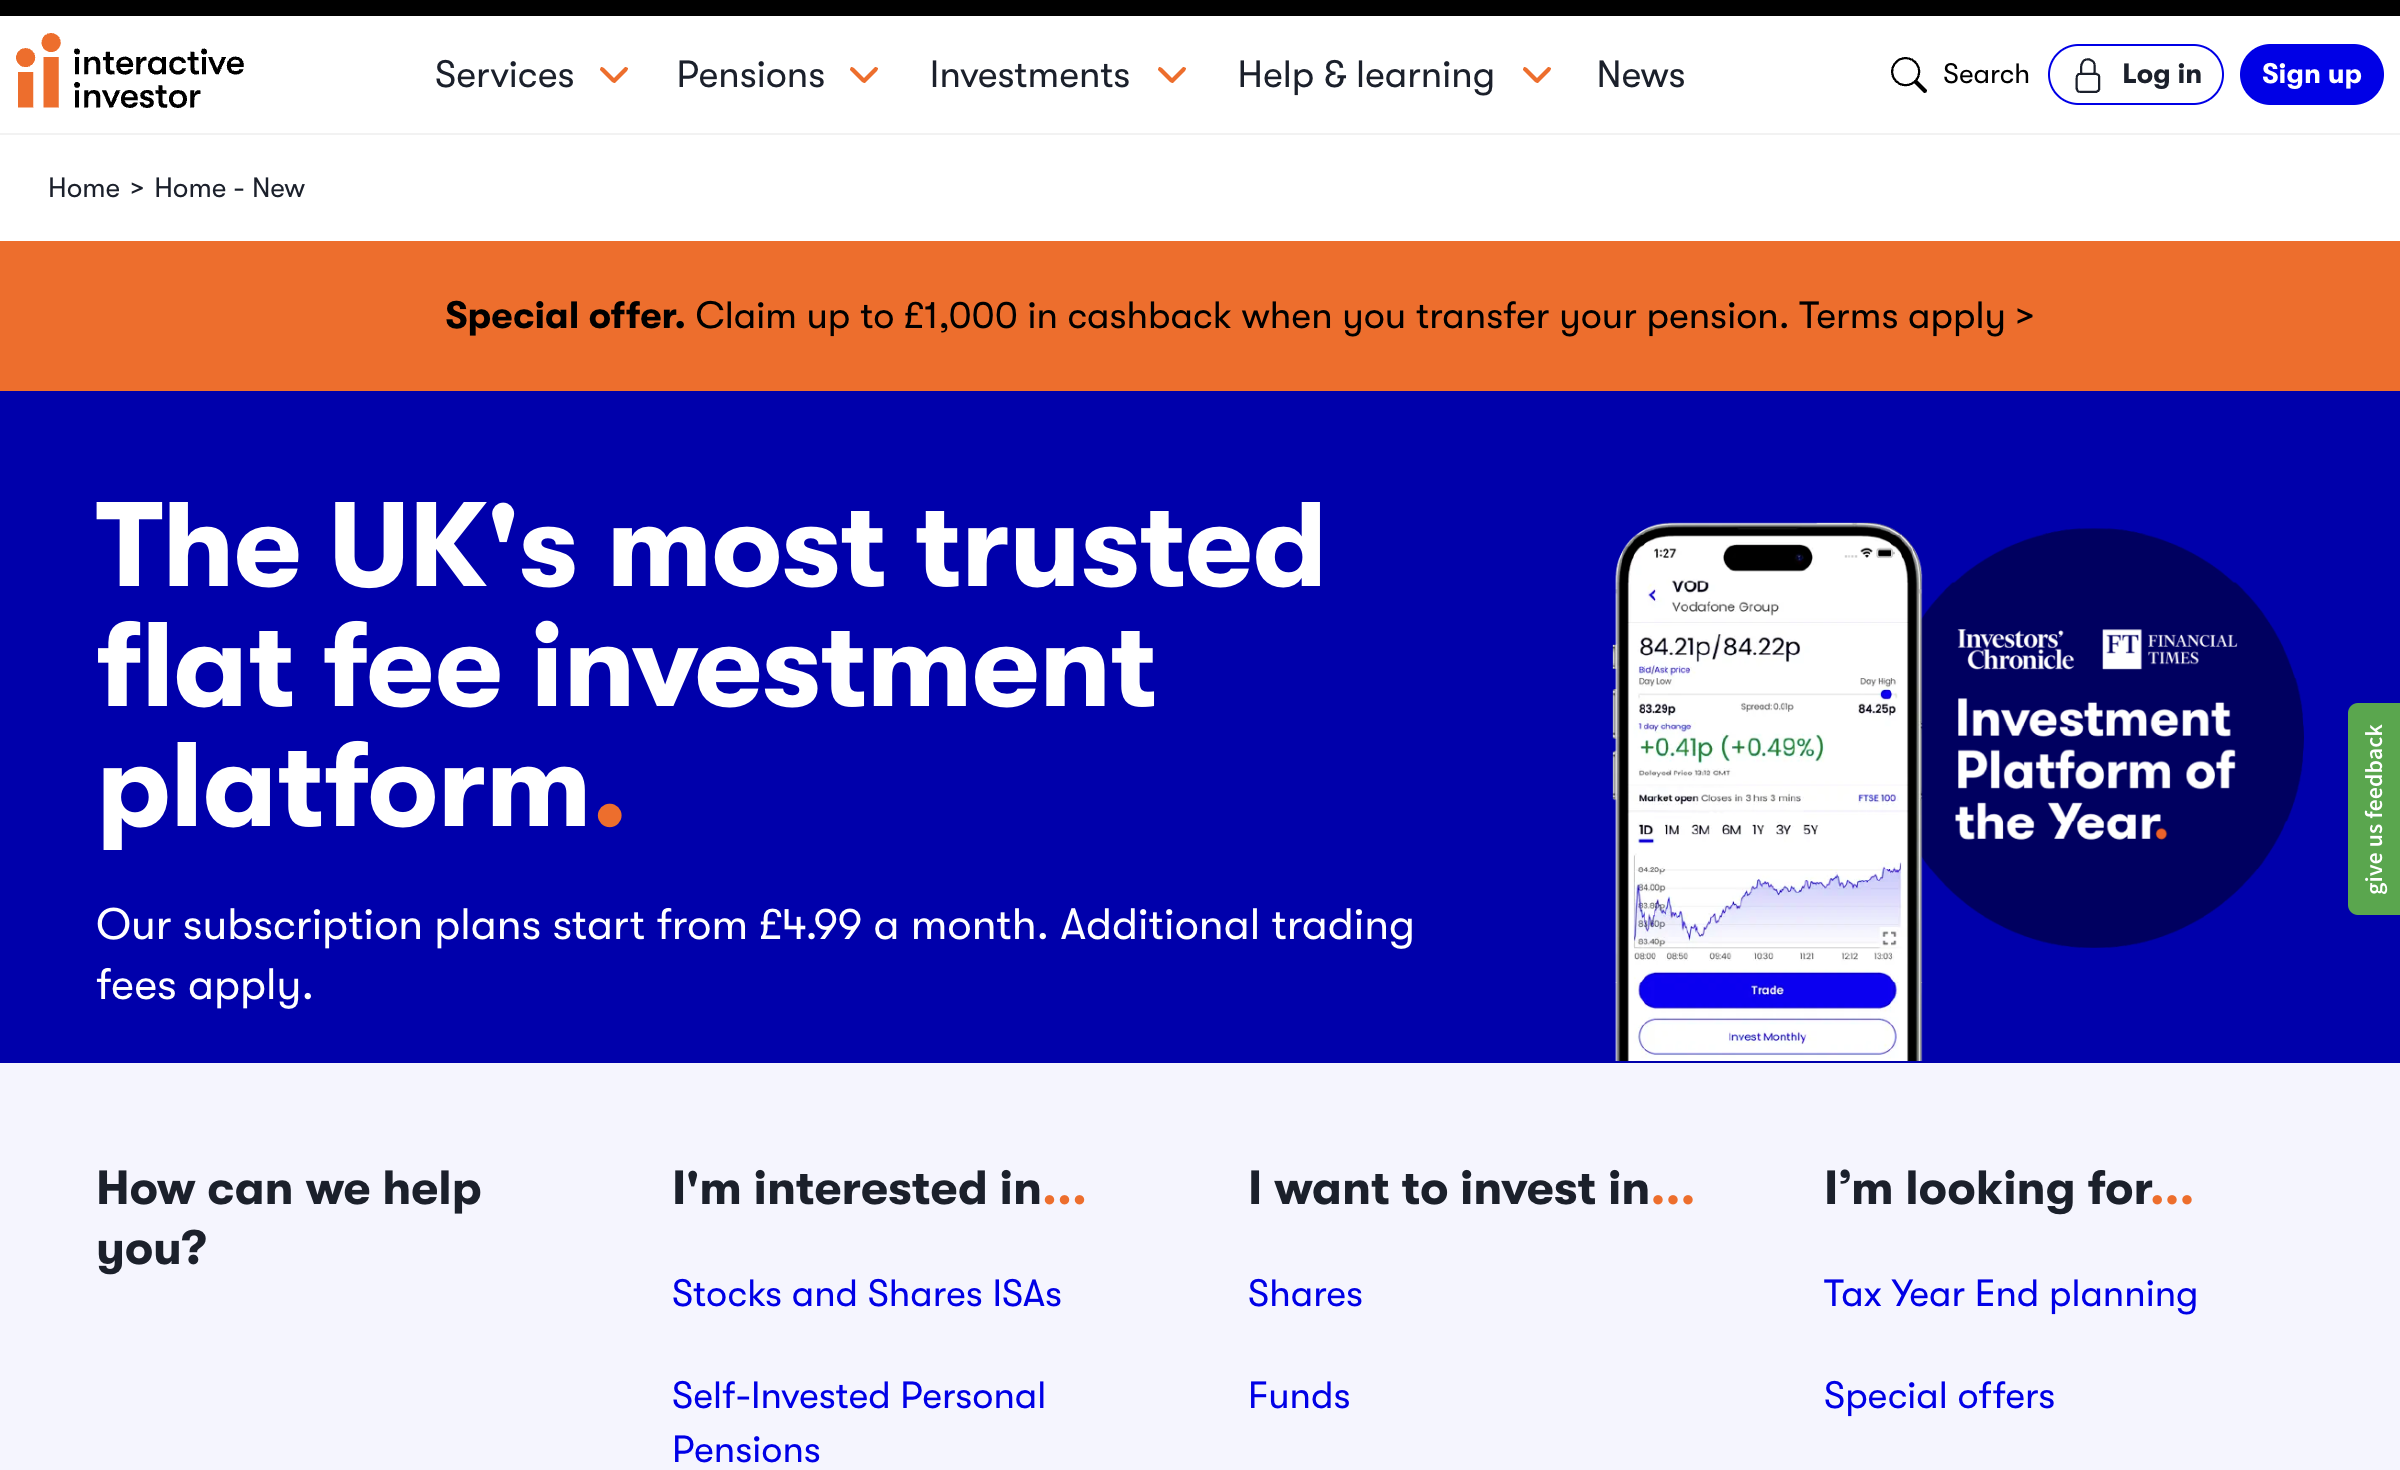 interactive
investor
Services
Pensions
Investments
Help & learning
News
Search
Log in
Sign up
Home > Home - New
Special offer. Claim up to £1,000 in cashback when you transfer your pension. Terms apply >
The UK's most trusted
flat fee investment
platform.
Our subscription plans start from £4.99 a month. Additional trading
fees apply.
1:27
VOD
Vodafone Group
84.21p/84.22p
Bid/Ask price
Day Low
Day High
83.29p
Spread: 0.01p
84.25p
1 day change
+0.41p (+0.49%)
Delayed Price 13:12 GMT
Market open Closes in 3 hrs 3 mins
FTSE 100
1D 1M 3M 6M 1Y 3Y 5Y
84.20p
84.00p
83.80p
83.40p
08:00 08:50 09:40 10:30 11:21 12:12 13:03
Trade
Invest Monthly
Investors'
Chronicle
FT FINANCIAL
TIMES
Investment
Platform of
the Year.
give us feedback
How can we help
you?
I'm interested in...
Stocks and Shares ISAs
Self-Invested Personal
Pensions
I want to invest in...
Shares
Funds
I’m looking for...
Tax Year End planning
Special offers